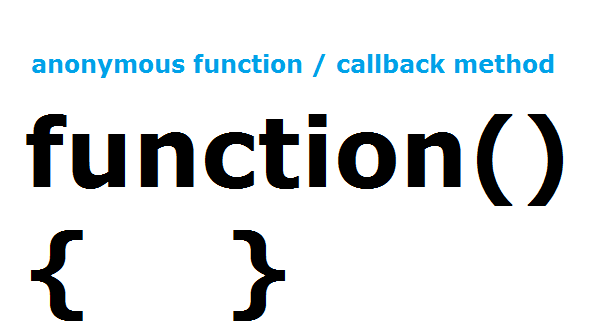 anonymous function / callback method
function()
{ }